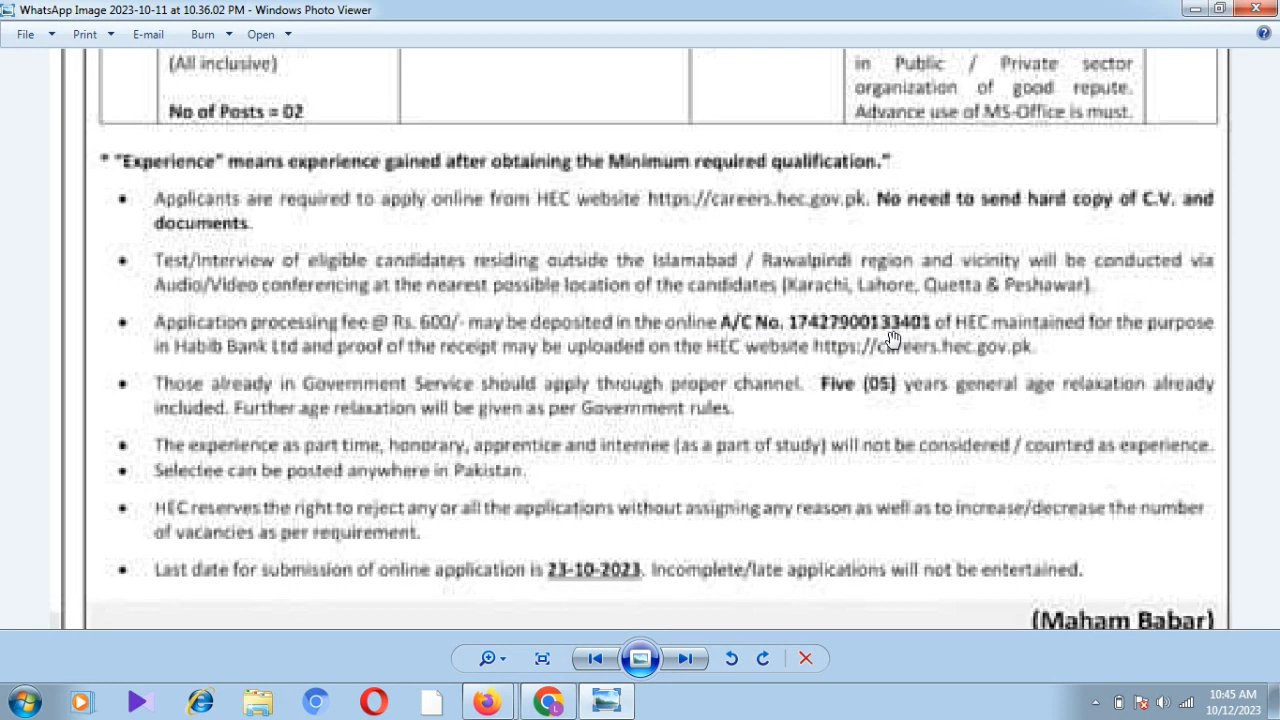 WhatsApp Image 2023-10-11 at 10.36.02 PM - Windows Photo Viewer
File Print E-mail Burn Open
(All inclusive)
No of Posts = 02
in Public / Private sector
organization of good repute.
Advance use of MS-Office is must.
* "Experience" means experience gained after obtaining the Minimum required qualification."
• Applicants are required to apply online from HEC website https://careers.hec.gov.pk. No need to send hard copy of C.V. and
documents.
• Test/Interview of eligible candidates residing outside the Islamabad / Rawalpindi region and vicinity will be conducted via
Audio/Video conferencing at the nearest possible location of the candidates (Karachi, Lahore, Quetta & Peshawar).
• Application processing fee @ Rs. 600/- may be deposited in the online A/C No. 17427900133401 of HEC maintained for the purpose
in Habib Bank Ltd and proof of the receipt may be uploaded on the HEC website https://careers.hec.gov.pk.
• Those already in Government Service should apply through proper channel. Five (05) years general age relaxation already
included. Further age relaxation will be given as per Government rules.
• The experience as part time, honorary, apprentice and internee (as a part of study) will not be considered / counted as experience.
• Selectee can be posted anywhere in Pakistan.
• HEC reserves the right to reject any or all the applications without assigning any reason as well as to increase/decrease the number
of vacancies as per requirement.
• Last date for submission of online application is 23-10-2023. Incomplete/late applications will not be entertained.
(Maham Babar)
10:45 AM
10/12/2023